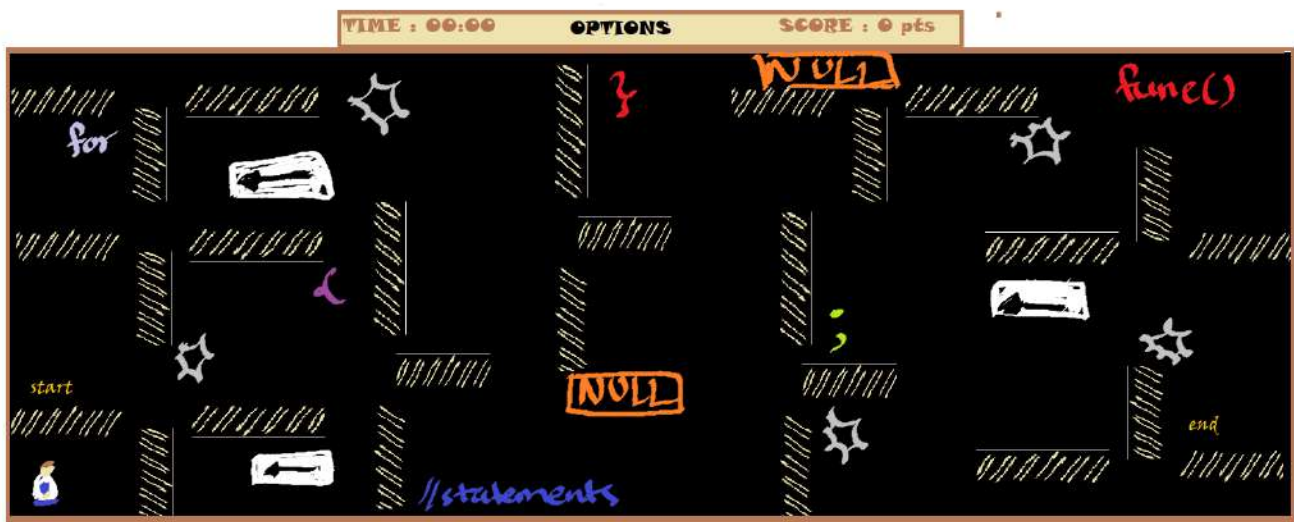 TIME : 00:00 OPTIONS SCORE : 0 pts
NULL
}
func()
for
{
;
start
NULL
end
//statements